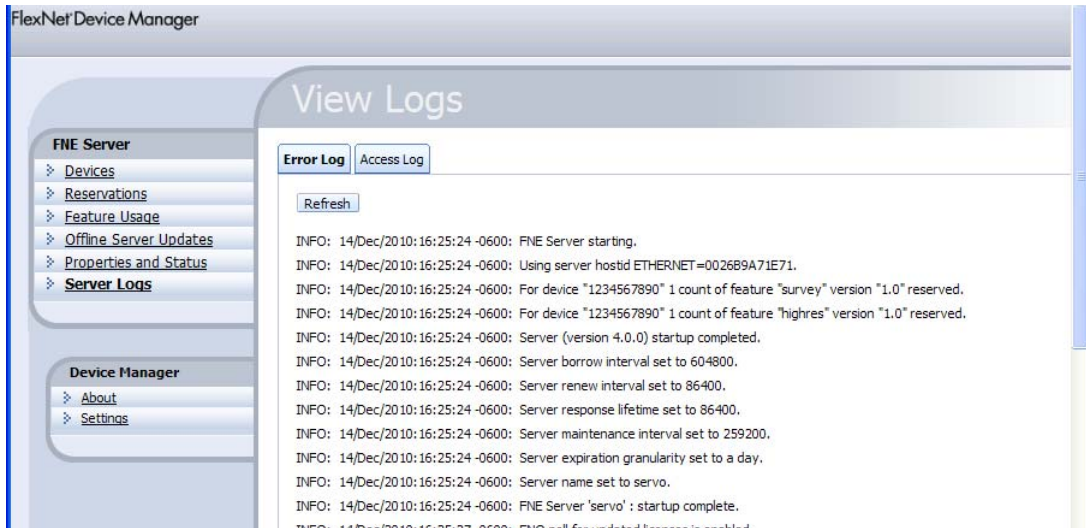 FlexNet Device Manager
View Logs
FNE Server
Devices
Reservations
Feature Usage
Offline Server Updates
Properties and Status
Server Logs
Device Manager
About
Settings
Error Log
Access Log
Refresh
INFO: 14/Dec/2010:16:25:24 -0600: FNE Server starting.
INFO: 14/Dec/2010:16:25:24 -0600: Using server hostid ETHERNET=0026B9A71E71.
INFO: 14/Dec/2010:16:25:24 -0600: For device "1234567890" 1 count of feature "survey" version "1.0" reserved.
INFO: 14/Dec/2010:16:25:24 -0600: For device "1234567890" 1 count of feature "highres" version "1.0" reserved.
INFO: 14/Dec/2010:16:25:24 -0600: Server (version 4.0.0) startup completed.
INFO: 14/Dec/2010:16:25:24 -0600: Server borrow interval set to 604800.
INFO: 14/Dec/2010:16:25:24 -0600: Server renew interval set to 86400.
INFO: 14/Dec/2010:16:25:24 -0600: Server response lifetime set to 86400.
INFO: 14/Dec/2010:16:25:24 -0600: Server maintenance interval set to 259200.
INFO: 14/Dec/2010:16:25:24 -0600: Server expiration granularity set to a day.
INFO: 14/Dec/2010:16:25:24 -0600: Server name set to servo.
INFO: 14/Dec/2010:16:25:24 -0600: FNE Server 'servo' : startup complete.